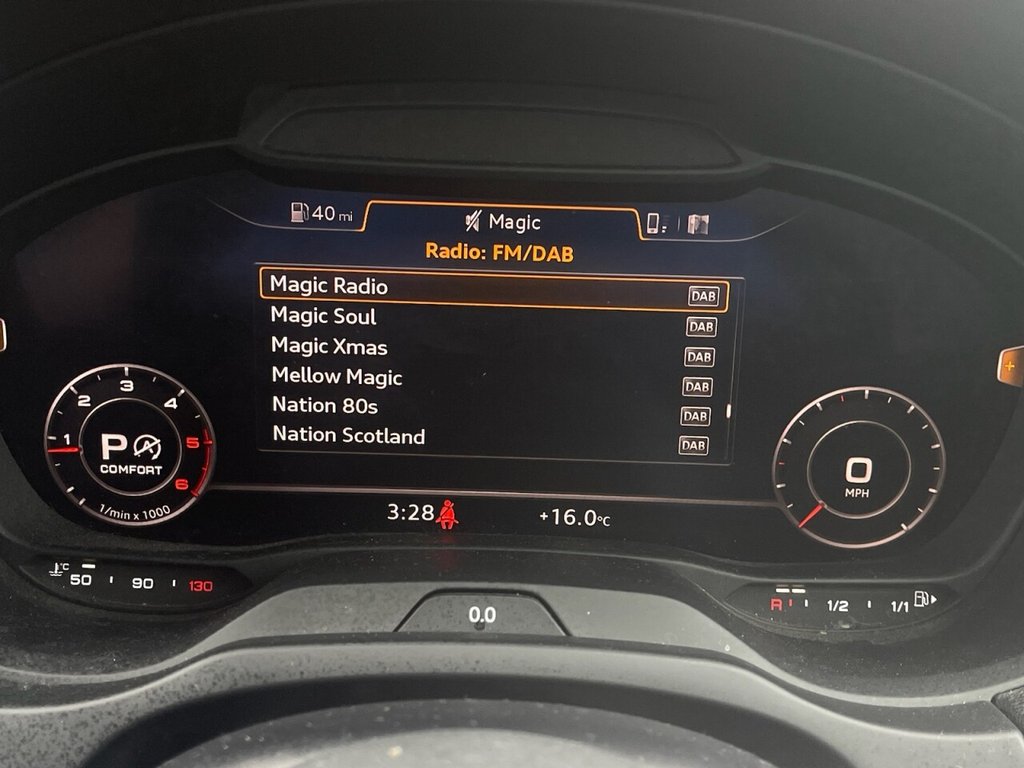 40 mi
Magic
Radio: FM/DAB
Magic Radio DAB
Magic Soul DAB
Magic Xmas DAB
Mellow Magic DAB
Nation 80s DAB
Nation Scotland DAB
1 2 3 4 5 6
P A
COMFORT
1/min x 1000
0
MPH
3:28
+16.0°C
°C
50 90 130
R 1/2 1/1
0.0
+